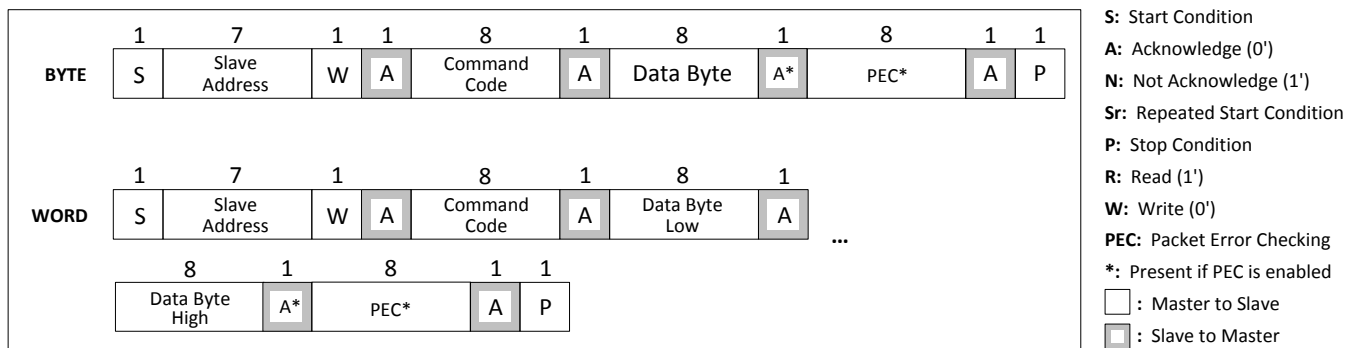 1 7 1 1 8 1 8 1 8 1 1
BYTE S Slave Address W A Command Code A Data Byte A* PEC* A P
1 7 1 8 1 8 1
WORD S Slave Address W A Command Code A Data Byte Low A ...
8 1 8 1 1
Data Byte High A* PEC* A P
S: Start Condition
A: Acknowledge (0')
N: Not Acknowledge (1')
Sr: Repeated Start Condition
P: Stop Condition
R: Read (1')
W: Write (0')
PEC: Packet Error Checking
*: Present if PEC is enabled
: Master to Slave
: Slave to Master